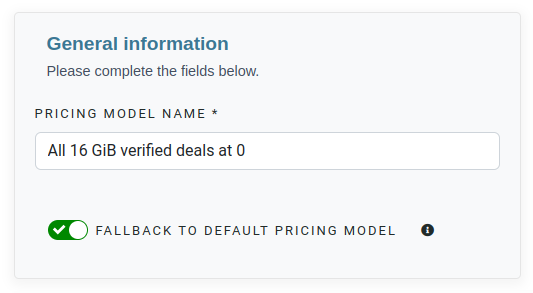 General information
Please complete the fields below.
PRICING MODEL NAME *
All 16 GiB verified deals at 0
FALLBACK TO DEFAULT PRICING MODEL